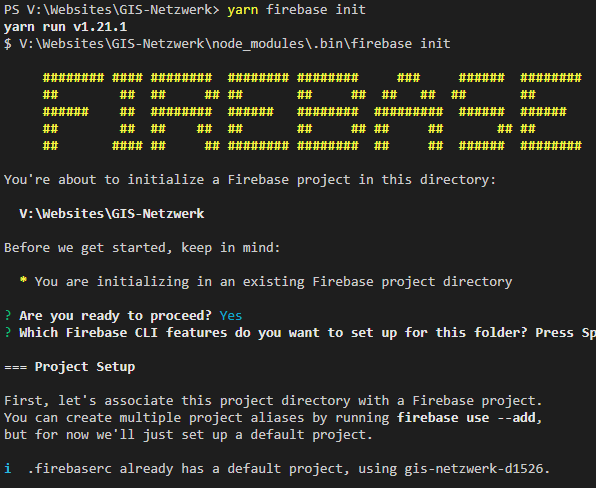 PS V:\Websites\GIS-Netzwerk> yarn firebase init
yarn run v1.21.1
$ V:\Websites\GIS-Netzwerk\node_modules\.bin\firebase init
######## #### ######## ######## ########     ###     ######  ########
##        ##  ##     ## ##       ##     ##  ##   ##  ##       ##
######    ##  ########  ######   ########  #########  ######  ######
##        ##  ##    ##  ##       ##     ## ##     ##       ## ##
##       #### ##     ## ######## ########  ##     ##  ######  ########
You're about to initialize a Firebase project in this directory:
V:\Websites\GIS-Netzwerk
Before we get started, keep in mind:
* You are initializing in an existing Firebase project directory
? Are you ready to proceed? Yes
? Which Firebase CLI features do you want to set up for this folder? Press Sp
=== Project Setup
First, let's associate this project directory with a Firebase project.
You can create multiple project aliases by running firebase use --add,
but for now we'll just set up a default project.
i  .firebaserc already has a default project, using gis-netzwerk-d1526.